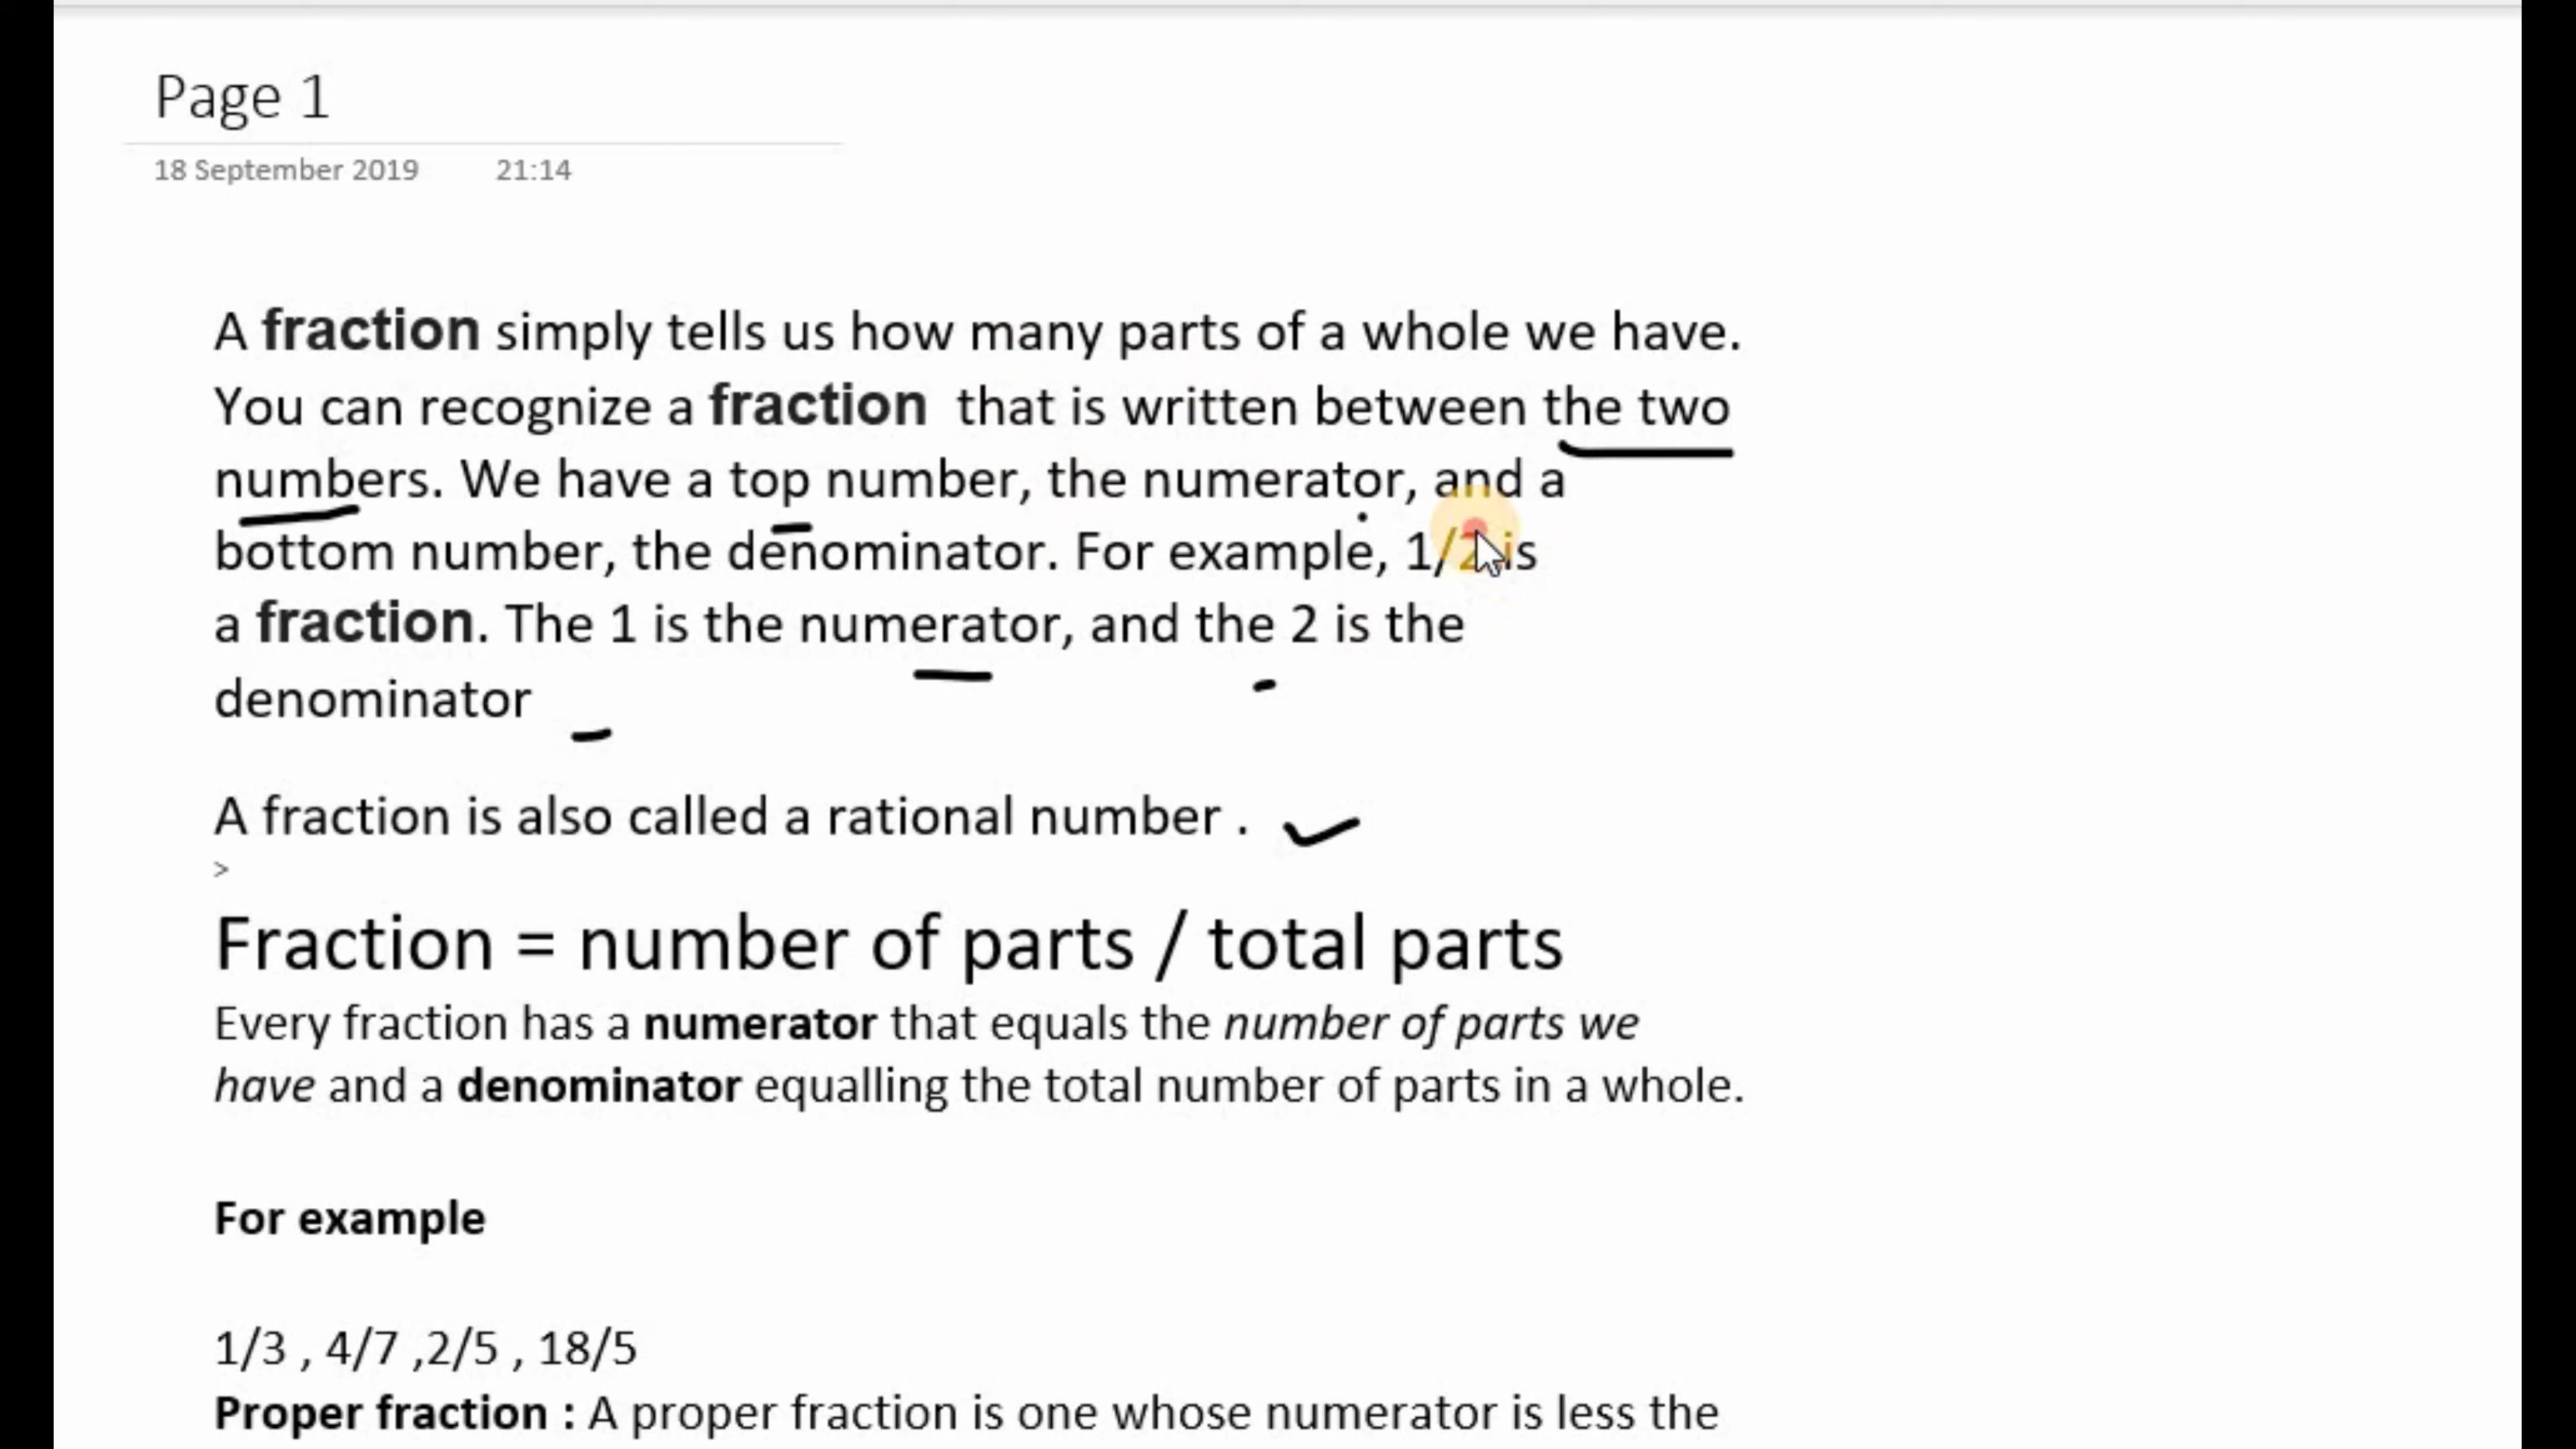 Page 1
18 September 2019 21:14
A fraction simply tells us how many parts of a whole we have.
You can recognize a fraction that is written between the two
numbers. We have a top number, the numerator, and a
bottom number, the denominator. For example, 1/2 is
a fraction. The 1 is the numerator, and the 2 is the
denominator
A fraction is also called a rational number .
>
Fraction = number of parts / total parts
Every fraction has a numerator that equals the number of parts we
have and a denominator equalling the total number of parts in a whole.
For example
1/3 , 4/7 ,2/5 , 18/5
Proper fraction : A proper fraction is one whose numerator is less the